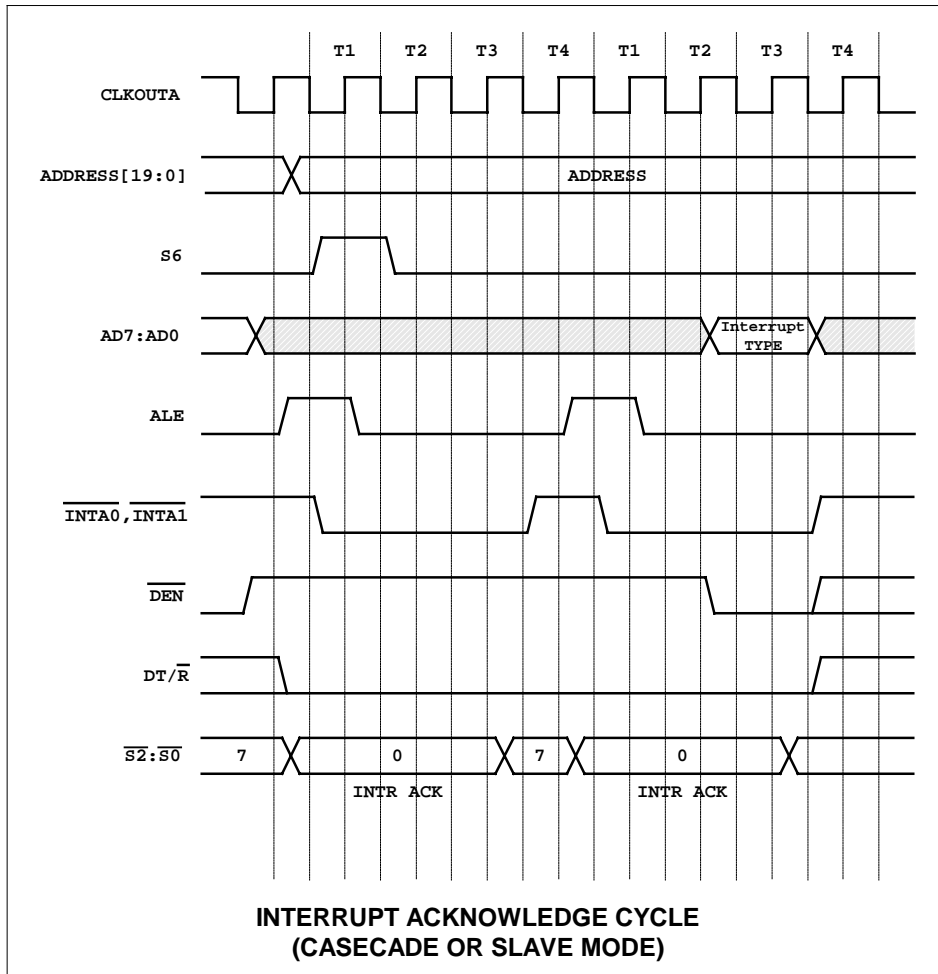 T1 T2 T3 T4 T1 T2 T3 T4
CLKOUTA
ADDRESS[19:0] ADDRESS
S6
AD7:AD0 Interrupt
TYPE
ALE
INTA0,INTA1
DEN
DT/R
S2:S0 7 0 7 0
INTR ACK INTR ACK
INTERRUPT ACKNOWLEDGE CYCLE
(CASECADE OR SLAVE MODE)